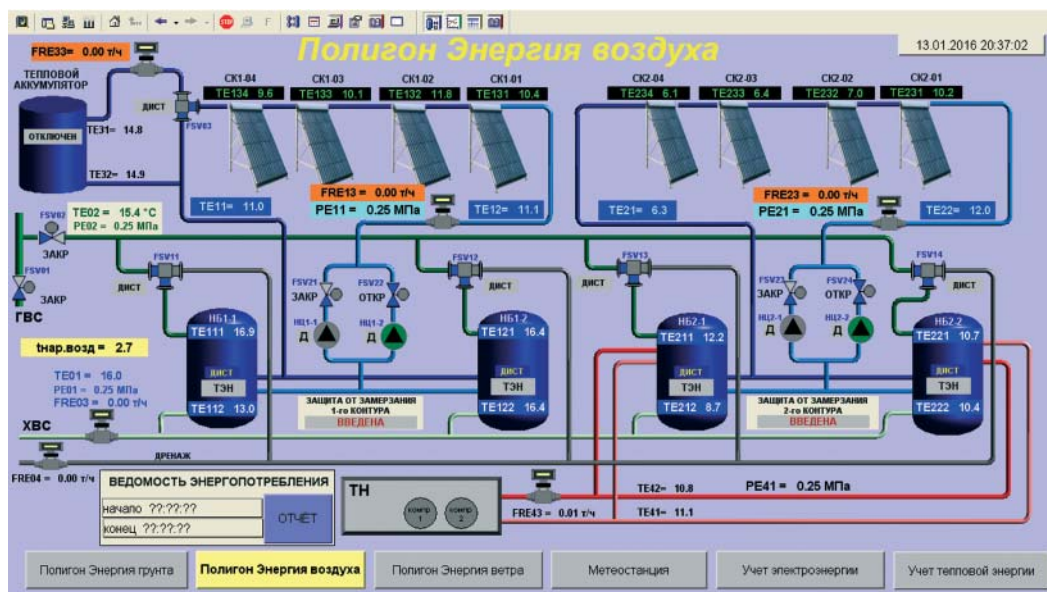 Полигон Энергия воздуха
13.01.2016 20:37:02
FRE33= 0.00 т/ч
ТЕПЛОВОЙ
АККУМУЛЯТОР
ОТКЛЮЧЕН
TE31= 14.8
TE32= 14.9
ДИСТ
FSV03
СК1-04 СК1-03 СК1-02 СК1-01
TE134 9.6 TE133 10.1 TE132 11.8 TE131 10.4
СК2-04 СК2-03 СК2-02 СК2-01
TE234 6.1 TE233 6.4 TE232 7.0 TE231 10.2
FRE13 = 0.00 т/ч
PE11 = 0.25 МПа
TE11= 11.0
TE12= 11.1
FRE23 = 0.00 т/ч
PE21 = 0.25 МПа
TE21= 6.3
TE22= 12.0
FSV02
ЗАКР
TE02 = 15.4 °C
PE02 = 0.25 МПа
FSV01
ЗАКР
ГВС
FSV11
ДИСТ
FSV21
ЗАКР
FSV22
ОТКР
FSV12
ДИСТ
FSV13
ДИСТ
FSV23
ЗАКР
FSV24
ОТКР
FSV14
ДИСТ
НЦ1-1
Д
НЦ1-2
Д
НЦ2-1
Д
НЦ2-2
Д
НБ1.1
TE111 16.9
ДИСТ
ТЭН
TE112 13.0
НБ1.2
TE121 16.4
ДИСТ
ТЭН
TE122 16.4
НБ2.1
TE211 12.2
ДИСТ
ТЭН
TE212 8.7
НБ2.2
TE221 10.7
ДИСТ
ТЭН
TE222 10.4
tнар.возд = 2.7
TE01 = 16.0
PE01 = 0.25 МПа
FRE03 = 0.00 т/ч
ХВС
ЗАЩИТА ОТ ЗАМЕРЗАНИЯ
1-го КОНТУРА
ВВЕДЕНА
ЗАЩИТА ОТ ЗАМЕРЗАНИЯ
2-го КОНТУРА
ВВЕДЕНА
ДРЕНАЖ
FRE04 = 0.00 т/ч
ВЕДОМОСТЬ ЭНЕРГОПОТРЕБЛЕНИЯ
начало ??:??:??
конец ??:??:??
ОТЧЕТ
ТН
компр
1
компр
2
FRE43 = 0.01 т/ч
TE42= 10.8
TE41= 11.1
PE41 = 0.25 МПа
Полигон Энергия грунта
Полигон Энергия воздуха
Полигон Энергия ветра
Метеостанция
Учет электроэнергии
Учет тепловой энергии